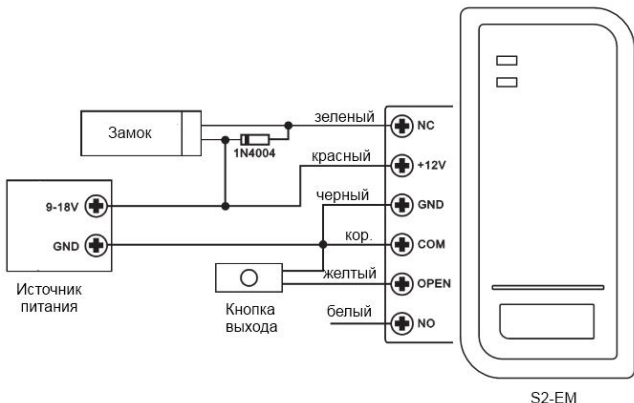 Замок
1N4004
зеленый
NC
красный
+12V
черный
GND
кор.
COM
желтый
OPEN
белый
NO
9-18V
GND
Источник
питания
Кнопка
выхода
S2-EM